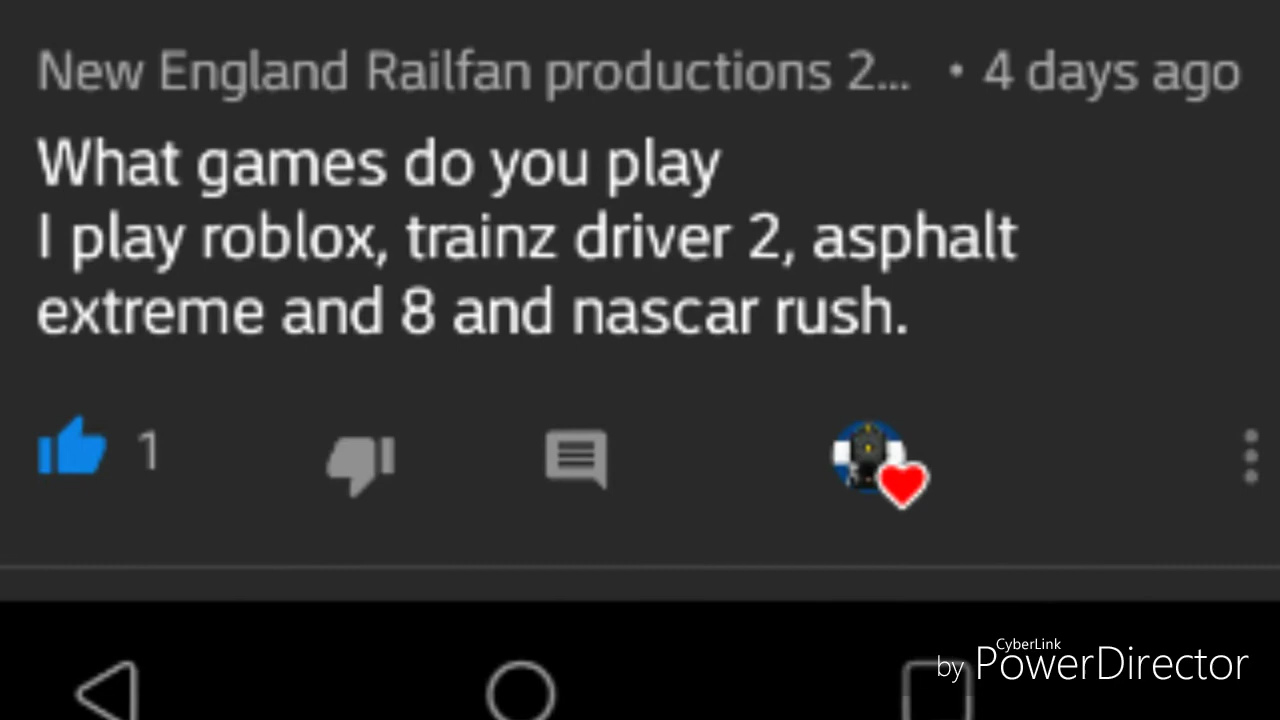 New England Railfan productions 2... • 4 days ago
What games do you play
I play roblox, trainz driver 2, asphalt
extreme and 8 and nascar rush.
1
CyberLink
by PowerDirector